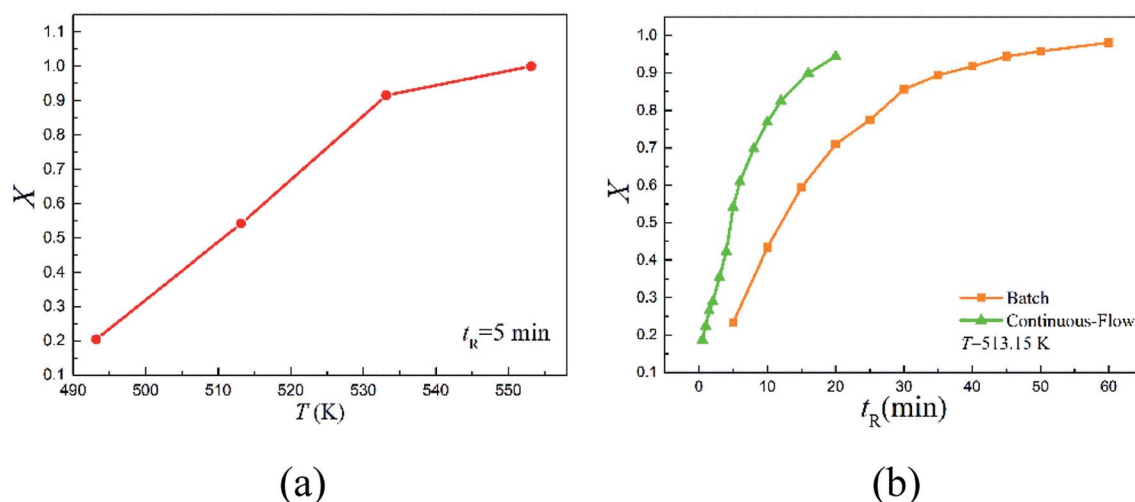 1.1
1.0
0.9
0.8
0.7
0.6
0.5
0.4
0.3
0.2
0.1
X
490 500 510 520 530 540 550
T (K)
t_R=5 min
(a)
1.0
0.9
0.8
0.7
0.6
0.5
0.4
0.3
0.2
0.1
X
0 10 20 30 40 50 60
t_R(min)
Batch
Continuous-Flow
T=513.15 K
(b)